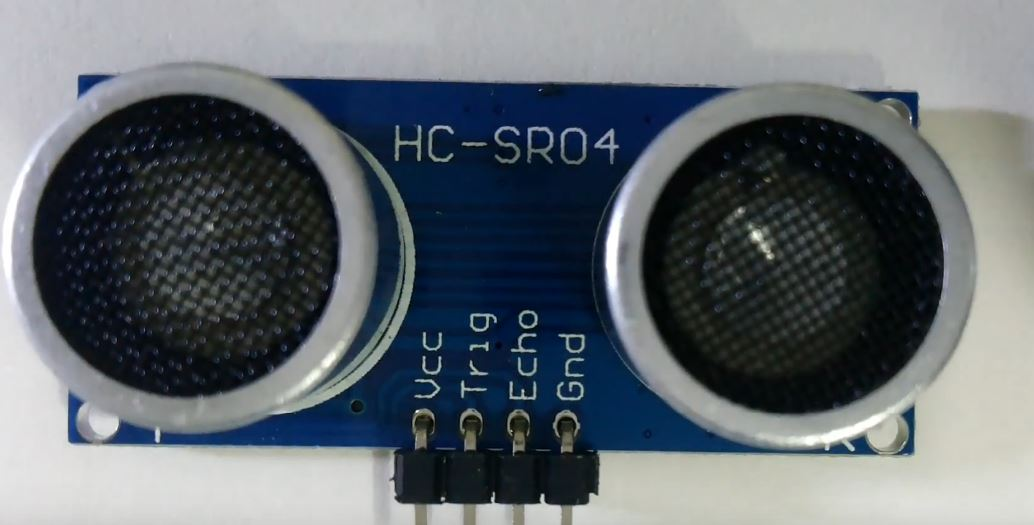 HC-SR04
Vcc
Trig
Echo
Gnd